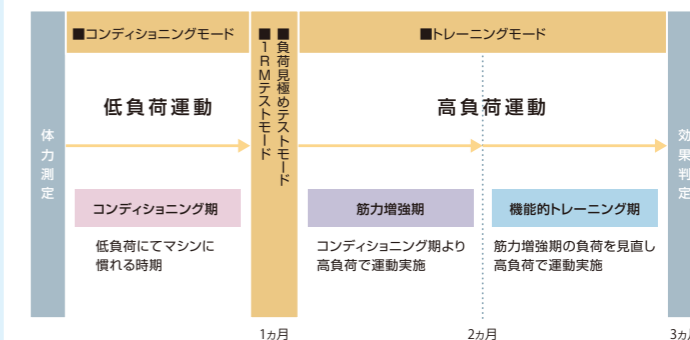 ■コンディショニングモード
■負荷見極めテストモード
■1RMテストモード
■トレーニングモード
低負荷運動
高負荷運動
体力測定
効果判定
コンディショニング期
筋力増強期
機能的トレーニング期
低負荷にてマシンに
慣れる時期
コンディショニング期より
高負荷で運動実施
筋力増強期の負荷を見直し
高負荷で運動実施
1ヵ月
2ヵ月
3ヵ月